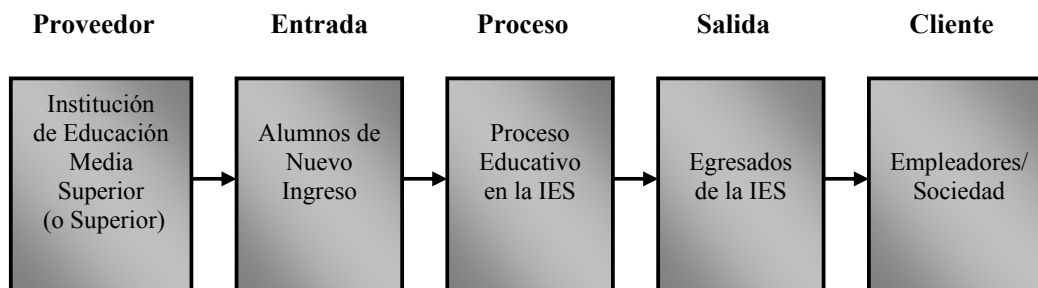 Proveedor Entrada Proceso Salida Cliente
Institución
de Educación
Media
Superior
(o Superior)
Alumnos de
Nuevo
Ingreso
Proceso
Educativo
en la IES
Egresados
de la IES
Empleadores/
Sociedad